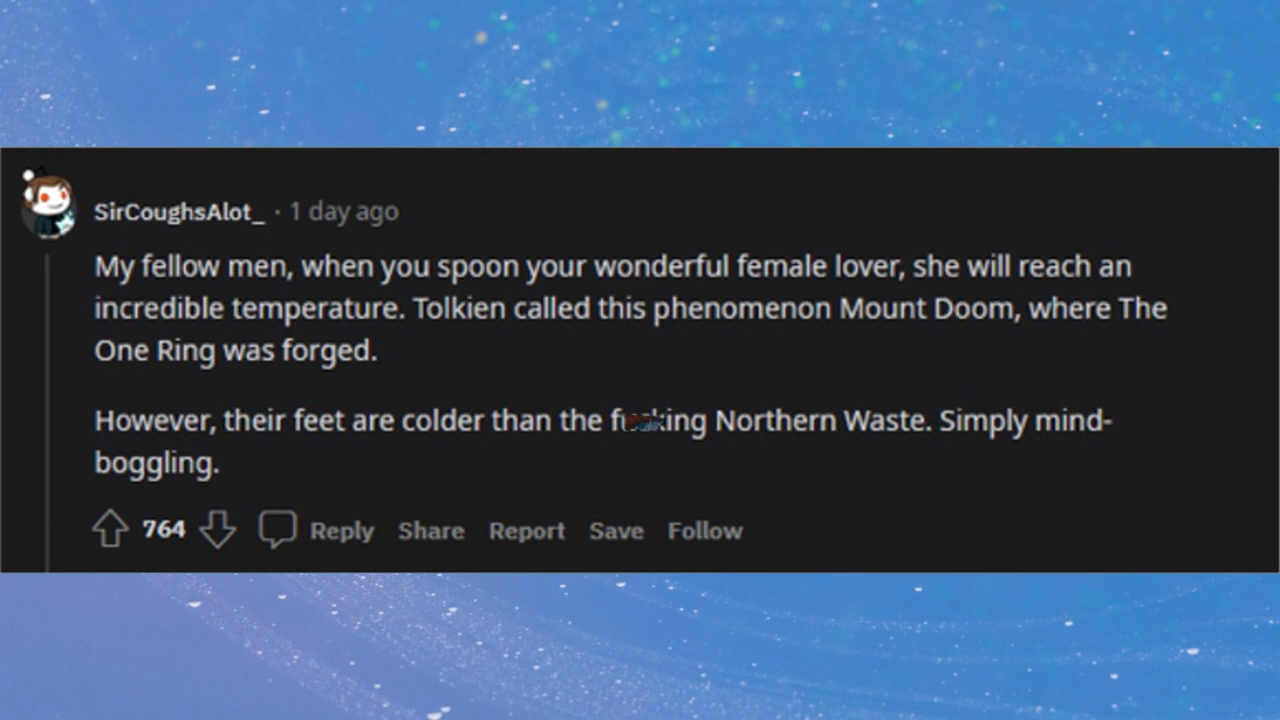 SirCoughsAlot_ · 1 day ago
My fellow men, when you spoon your wonderful female lover, she will reach an
incredible temperature. Tolkien called this phenomenon Mount Doom, where The
One Ring was forged.
However, their feet are colder than the Northern Waste. Simply mind-
boggling.
764 Reply Share Report Save Follow